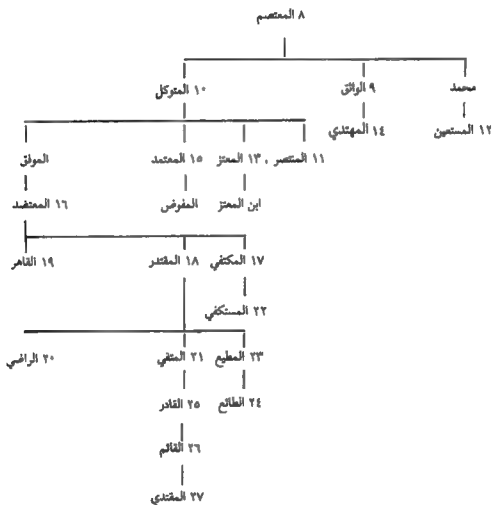 ٨ المعتصم
محمد ٩ الواثق ١٠ المتوكل
١٢ المستعين ١٤ المهتدي
١١ المنتصر ، ١٣ المعتز ١٥ المعتمد الموفق
ابن المعتز المفوض ١٦ المعتضد
١٧ المكتفي ١٨ المقتدر ١٩ القاهر
٢٢ المستكفي
٢٣ المطيع ٢١ المتقي ٢٠ الراضي
٢٤ الطائع ٢٥ القادر
٢٦ القائم
٢٧ المقتدي